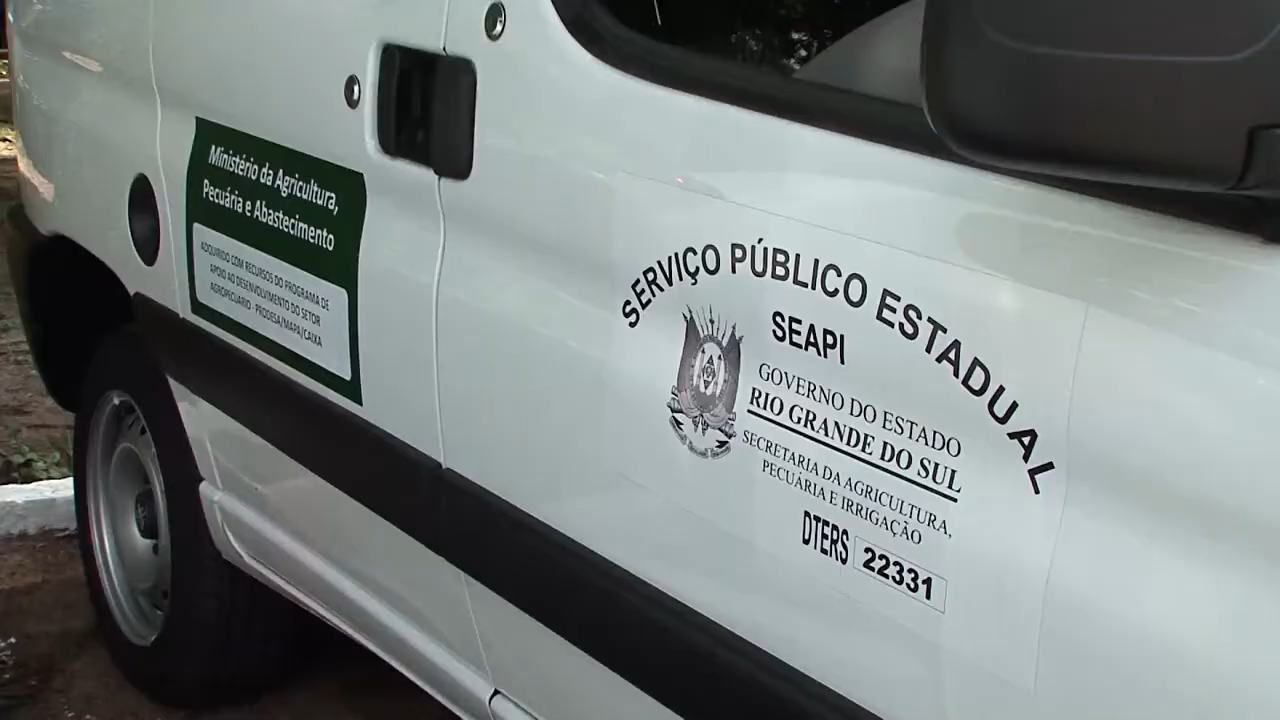 Ministério da Agricultura,
Pecuária e Abastecimento
ADQUIRIDO COM RECURSOS DO PROGRAMA DE
APOIO AO DESENVOLVIMENTO DO SETOR
AGROPECUÁRIO - PRODESA/MAPA/CAIXA
SERVIÇO PÚBLICO ESTADUAL
SEAPI
GOVERNO DO ESTADO
RIO GRANDE DO SUL
SECRETARIA DA AGRICULTURA,
PECUÁRIA E IRRIGAÇÃO
DTERS 22331